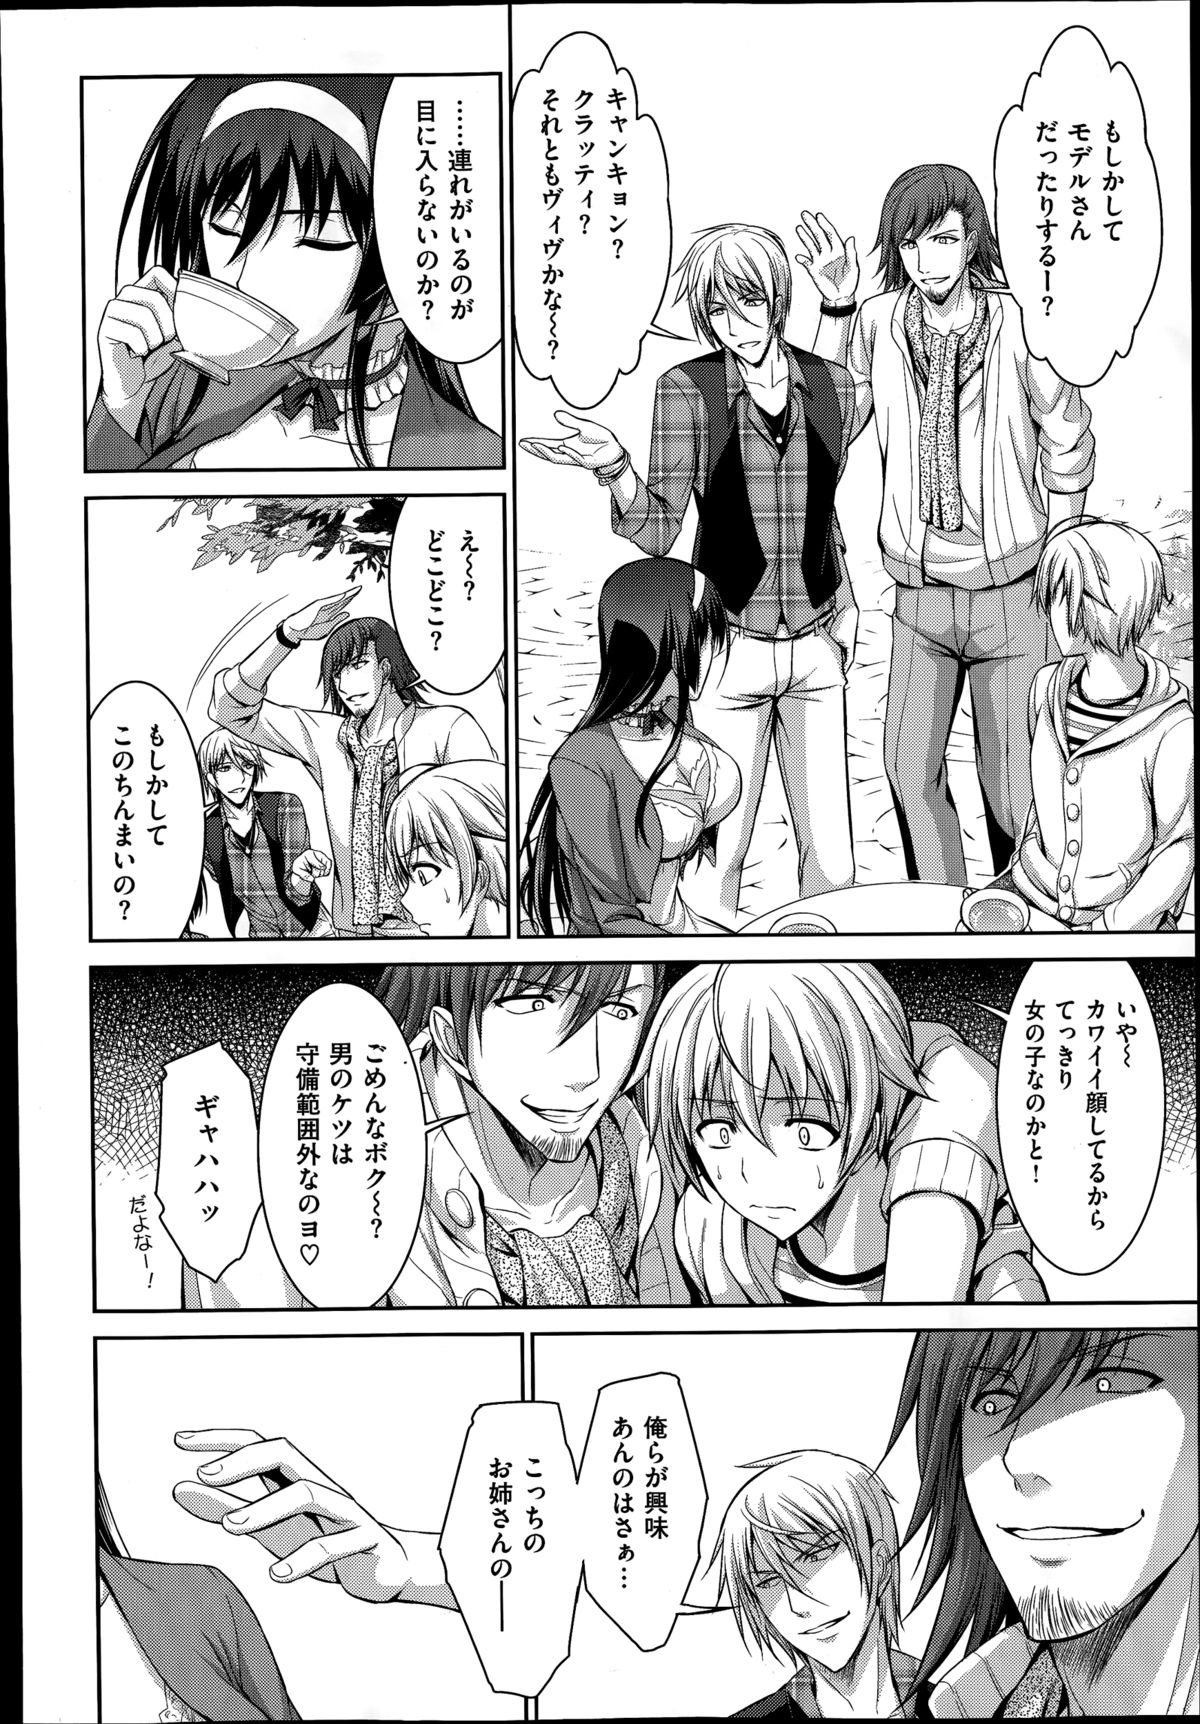 もしかして
モデルさん
だったりするー?
キャンキョン?
クラッティ?
それともヴィヴかな〜?
……連れがいるのが
目に入らないのか?
え〜?
どこどこ?
もしかして
このちんまいの?
いや〜
カワイイ顔してるから
てっきり
女の子なのかと!
ごめんなボク〜?
男のケツは
守備範囲外なのヨ♡
ギャハハッ
だよなー!
俺らが興味
あんのはさぁ…
こっちの
お姉さんの――